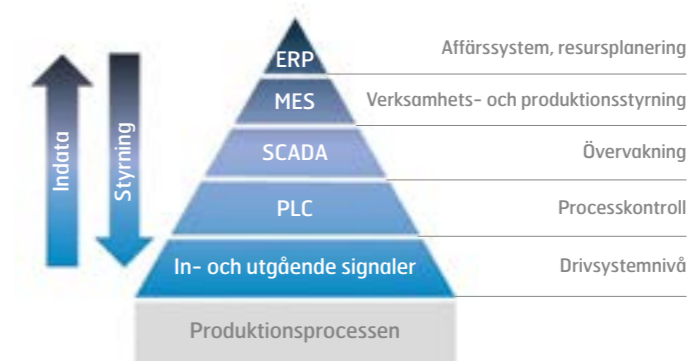 ERP
Affärssystem, resursplanering
MES
Verksamhets- och produktionsstyrning
SCADA
Övervakning
PLC
Processkontroll
In- och utgående signaler
Drivsystemnivå
Produktionsprocessen
Indata
Styrning